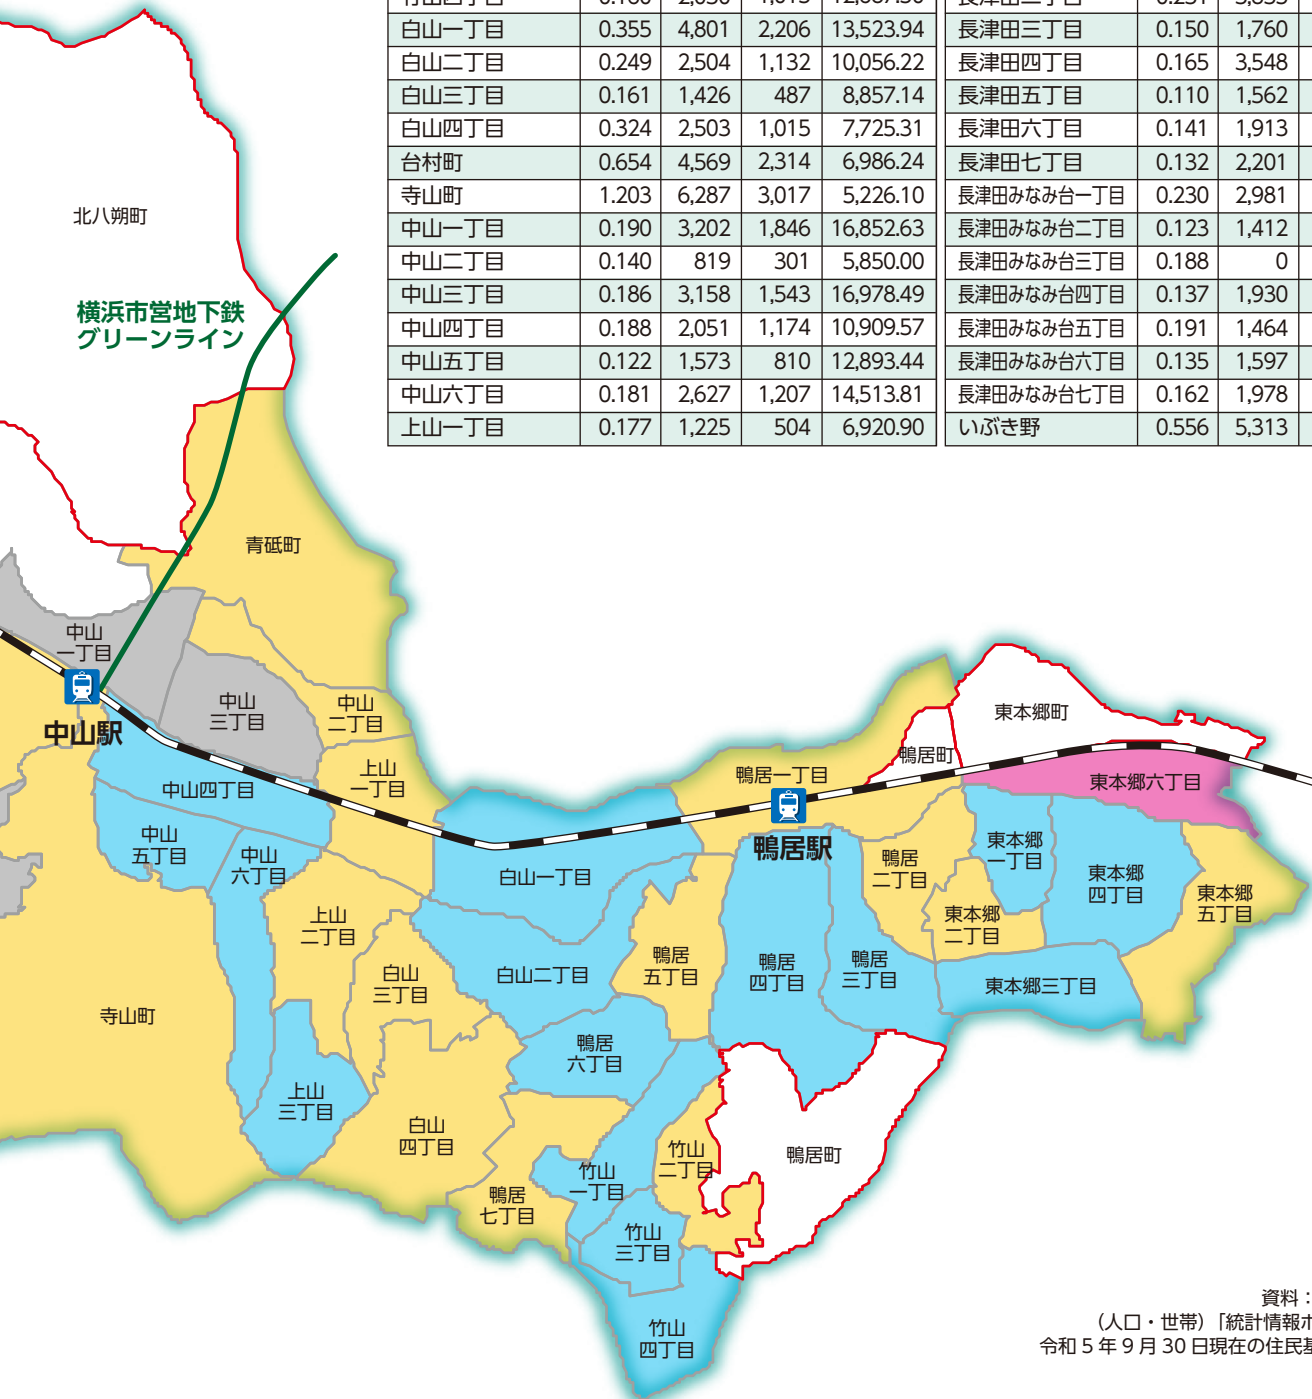 白山一丁目 0.355 4,801 2,206 13,523.94 長津田三丁目 0.150 1,760
白山二丁目 0.249 2,504 1,132 10,056.22 長津田四丁目 0.165 3,548
白山三丁目 0.161 1,426 487 8,857.14 長津田五丁目 0.110 1,562
白山四丁目 0.324 2,503 1,015 7,725.31 長津田六丁目 0.141 1,913
台村町 0.654 4,569 2,314 6,986.24 長津田七丁目 0.132 2,201
寺山町 1.203 6,287 3,017 5,226.10 長津田みなみ台一丁目 0.230 2,981
中山一丁目 0.190 3,202 1,846 16,852.63 長津田みなみ台二丁目 0.123 1,412
中山二丁目 0.140 819 301 5,850.00 長津田みなみ台三丁目 0.188 0
中山三丁目 0.186 3,158 1,543 16,978.49 長津田みなみ台四丁目 0.137 1,930
中山四丁目 0.188 2,051 1,174 10,909.57 長津田みなみ台五丁目 0.191 1,464
中山五丁目 0.122 1,573 810 12,893.44 長津田みなみ台六丁目 0.135 1,597
中山六丁目 0.181 2,627 1,207 14,513.81 長津田みなみ台七丁目 0.162 1,978
上山一丁目 0.177 1,225 504 6,920.90 いぶき野 0.556 5,313
北八朔町
横浜市営地下鉄
グリーンライン
青砥町
中山
一丁目
中山
三丁目
中山
二丁目
中山駅
上山
一丁目
中山四丁目
中山
五丁目
中山
六丁目
東本郷町
鴨居町
鴨居一丁目
東本郷六丁目
鴨居駅
白山一丁目
鴨居
二丁目
東本郷
一丁目
東本郷
四丁目
東本郷
五丁目
東本郷
二丁目
上山
二丁目
白山
三丁目
白山二丁目
鴨居
五丁目
鴨居
四丁目
鴨居
三丁目
東本郷三丁目
寺山町
鴨居
六丁目
上山
三丁目
白山
四丁目
竹山
二丁目
鴨居町
竹山
一丁目
鴨居
七丁目
竹山
三丁目
竹山
四丁目
資料：
（人口・世帯）「統計情報ポ
令和5年9月30日現在の住民基